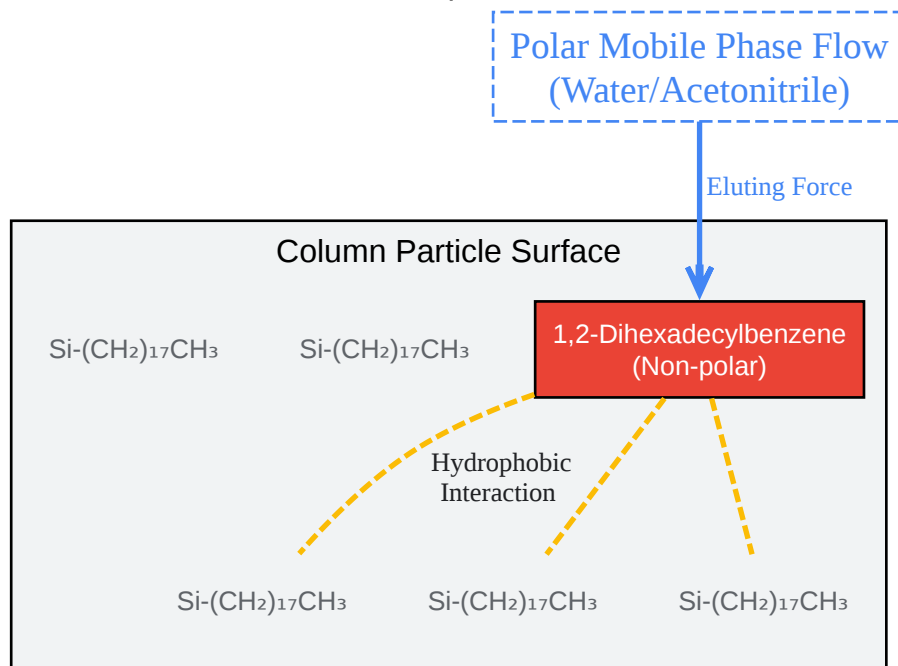 Polar Mobile Phase Flow
(Water/Acetonitrile)
Eluting Force
Column Particle Surface
Si-(CH₂)₁₇CH₃
Si-(CH₂)₁₇CH₃
1,2-Dihexadecylbenzene
(Non-polar)
Hydrophobic
Interaction
Si-(CH₂)₁₇CH₃
Si-(CH₂)₁₇CH₃
Si-(CH₂)₁₇CH₃